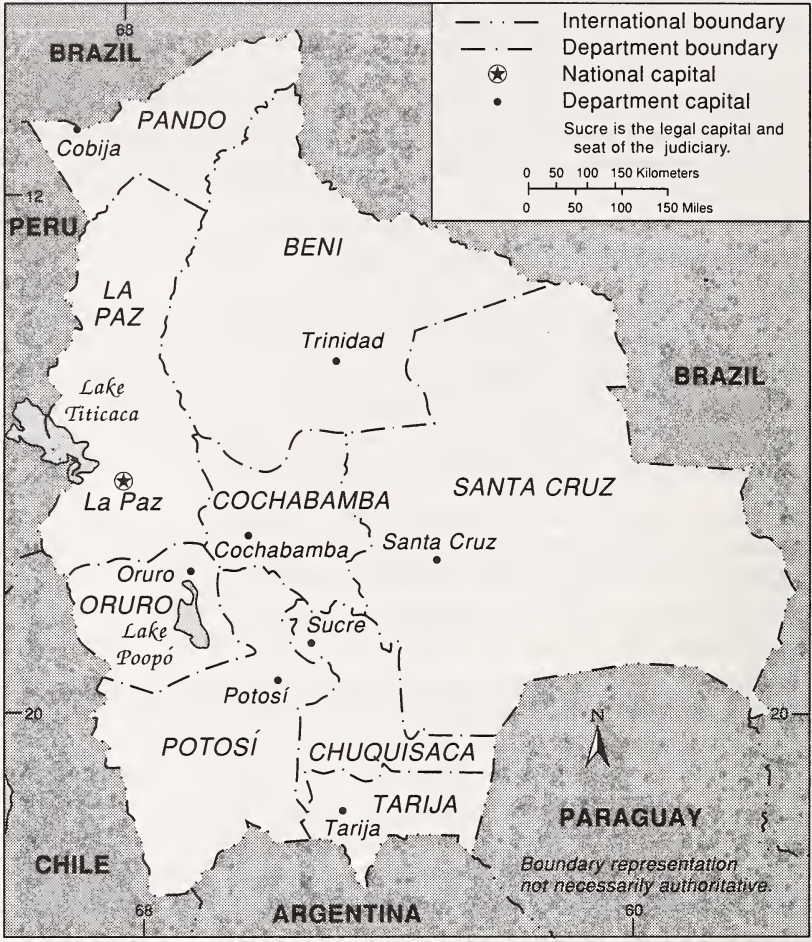 68
BRAZIL
International boundary
Department boundary
National capital
Department capital
Sucre is the legal capital and
seat of the judiciary.
0 50 100 150 Kilometers
0 50 100 150 Miles
PANDO
Cobija
12
PERU
BENI
LA
PAZ
Trinidad
BRAZIL
Lake
Titicaca
La Paz
COCHABAMBA
SANTA CRUZ
Cochabamba
Santa Cruz
Oruro
ORURO
Lake
Poopó
Sucre
Potosí
20
20
N
POTOSÍ
CHUQUISACA
TARIJA
Tarija
PARAGUAY
CHILE
Boundary representation
not necessarily authoritative.
68
ARGENTINA
60